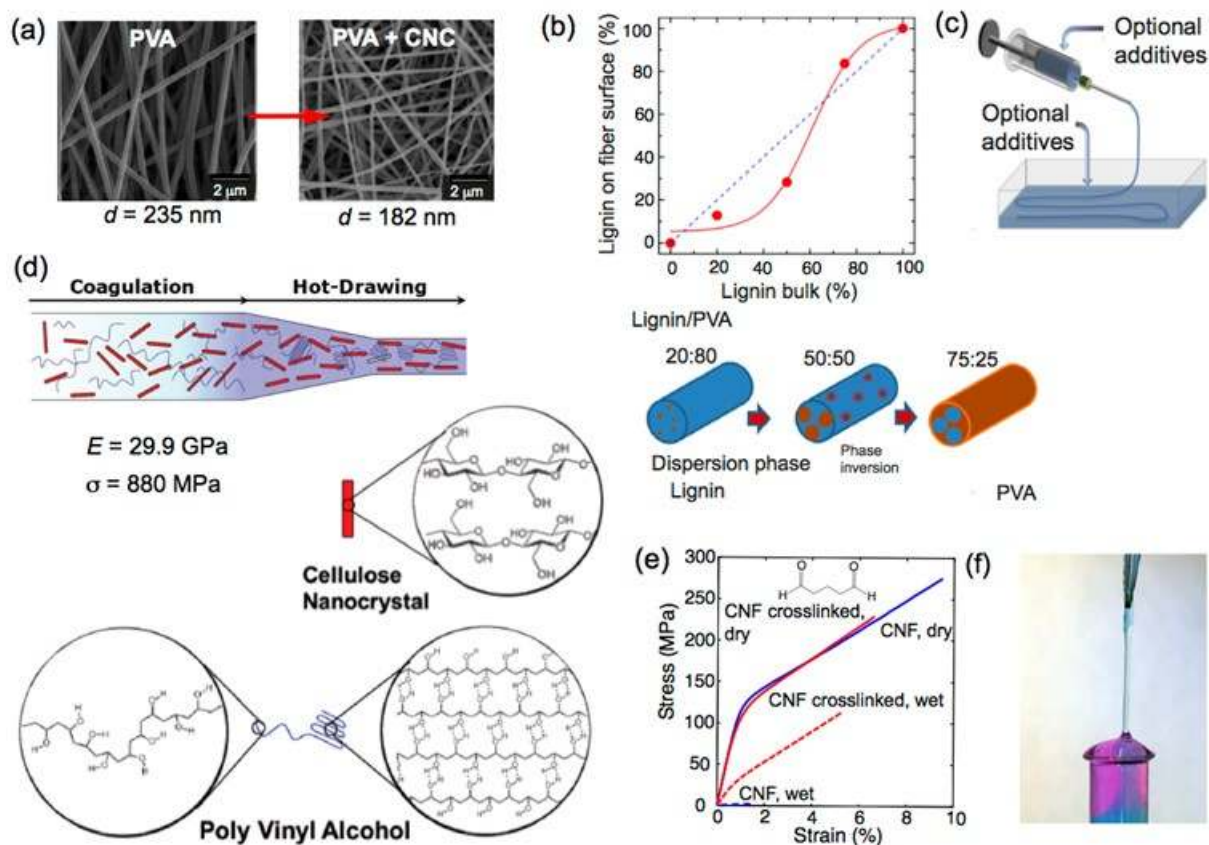 (a)
PVA
PVA + CNC
2 µm
2 µm
d = 235 nm
d = 182 nm
(b)
Lignin on fiber surface (%)
100
80
60
40
20
0
0 20 40 60 80 100
Lignin bulk (%)
Lignin/PVA
20:80
50:50
75:25
Phase
inversion
Dispersion phase
Lignin
PVA
(c)
Optional
additives
Optional
additives
(d)
Coagulation
Hot-Drawing
E = 29.9 GPa
σ = 880 MPa
Cellulose
Nanocrystal
Poly Vinyl Alcohol
(e)
Stress (MPa)
300
250
200
150
100
50
0
O O
H H
CNF crosslinked,
dry
CNF, dry
CNF crosslinked, wet
CNF, wet
0 2 4 6 8 10
Strain (%)
(f)